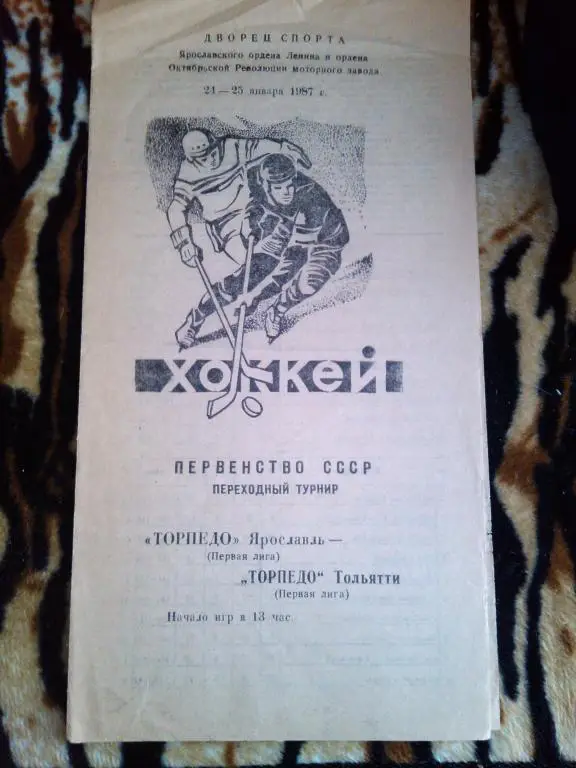 ДВОРЕЦ СПОРТА
Ярославского ордена Ленина и ордена
Октябрьской Революции моторного завода
24—25 января 1987 г.
ХОККЕЙ
ПЕРВЕНСТВО СССР
ПЕРЕХОДНЫЙ ТУРНИР
«ТОРПЕДО» Ярославль—
(Первая лига)
„ТОРПЕДО“ Тольятти
(Первая лига)
Начало игр в 13 час.